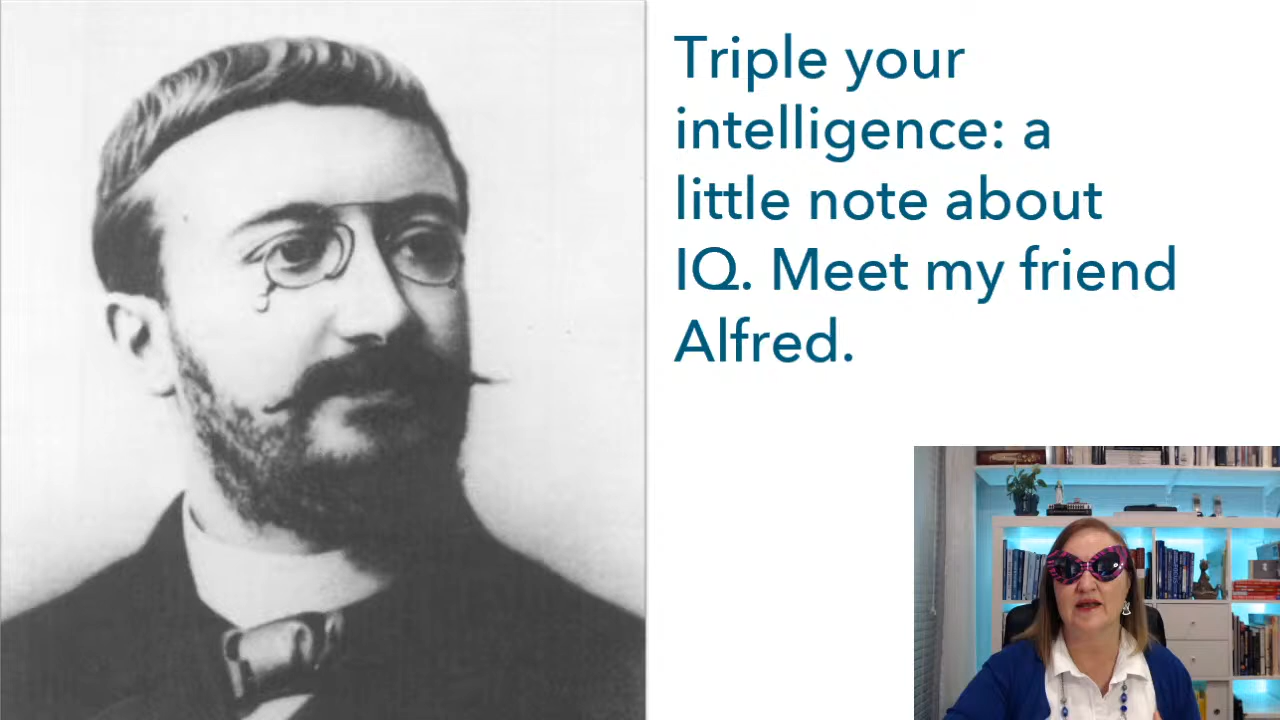 Triple your
intelligence: a
little note about
IQ. Meet my friend
Alfred.